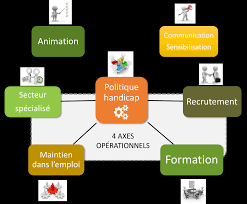 Animation
Communication
Sensibilisation
Secteur
spécialisé
Politique
handicap
Recrutement
4 AXES
OPÉRATIONNELS
Maintien
dans l'emploi
Formation